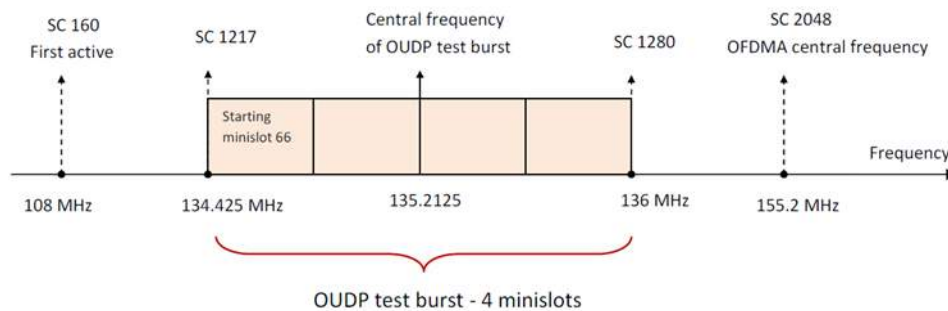 SC 160
First active
SC 1217
Central frequency
of OUDP test burst
SC 1280
SC 2048
OFDMA central frequency
Starting
minislot 66
Frequency
108 MHz
134.425 MHz
135.2125
136 MHz
155.2 MHz
OUDP test burst - 4 minislots